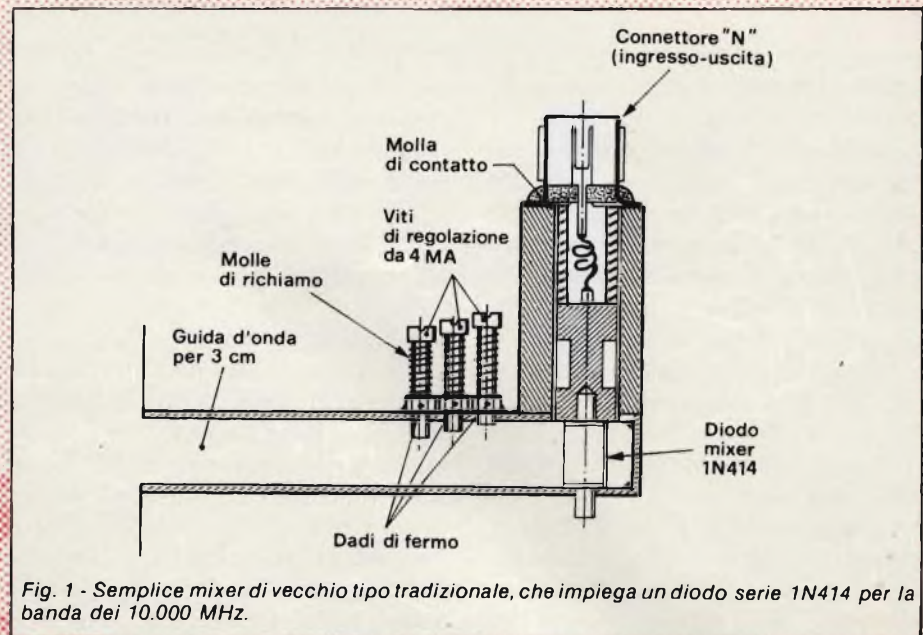 Connettore "N"
(ingresso-uscita)
Molla
di contatto
Viti
di regolazione
da 4 MA
Molle
di richiamo
Guida d'onda
per 3 cm
Diodo
mixer
1N414
Dadi di fermo
Fig. 1 - Semplice mixer di vecchio tipo tradizionale, che impiega un diodo serie 1N414 per la
banda dei 10.000 MHz.